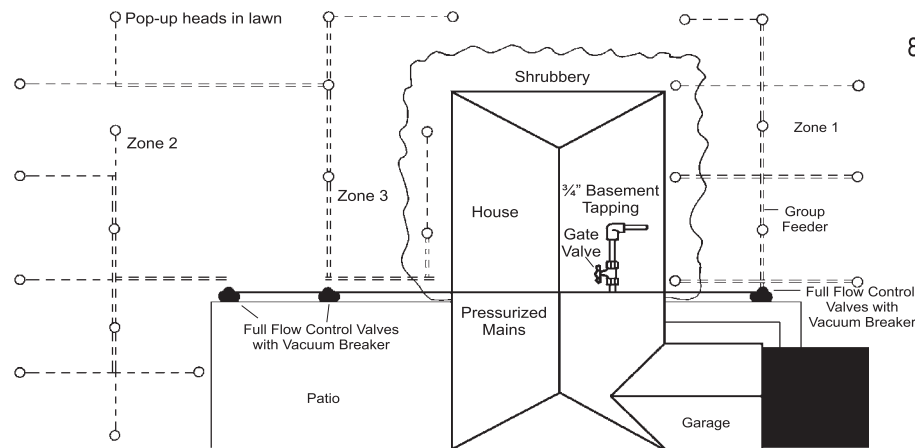 Pop-up heads in lawn
8
Shrubbery
Zone 2
Zone 1
Zone 3
House
¾” Basement
Tapping
Gate
Valve
Group
Feeder
Full Flow Control Valves
with Vacuum Breaker
Pressurized
Mains
Full Flow Control
Valves with
Vacuum Breaker
Patio
Garage